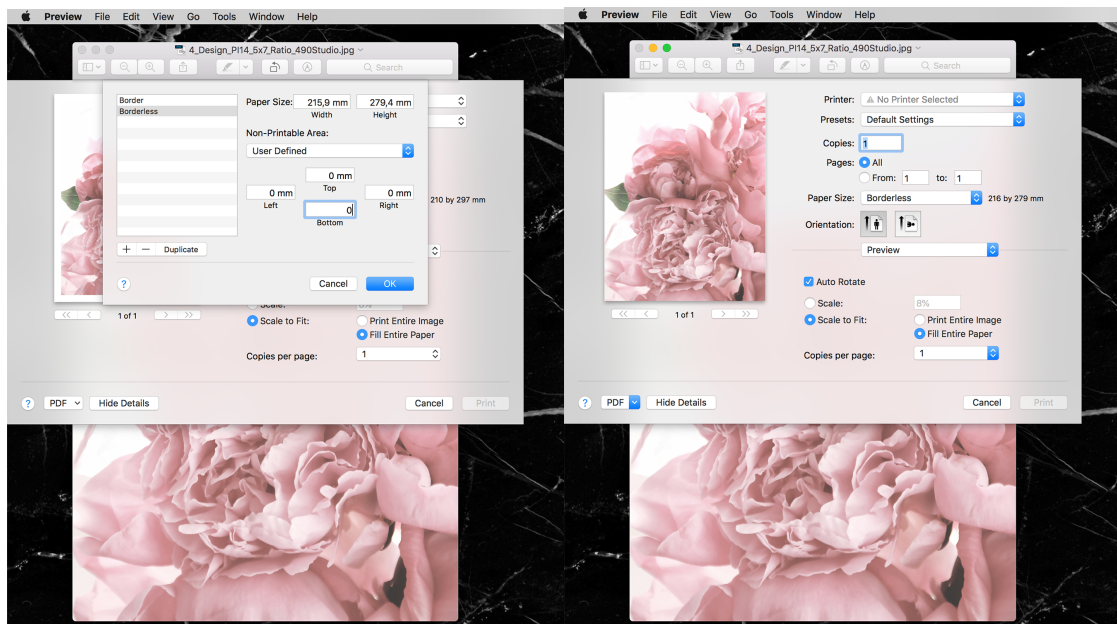 Preview File Edit View Go Tools Window Help
4_Design_PI14_5x7_Ratio_490Studio.jpg
Search
Border
Borderless
Paper Size: 215,9 mm 279,4 mm
Width Height
Non-Printable Area:
User Defined
0 mm
Top
0 mm 0 mm
Left Right
0
Bottom
210 by 297 mm
+ − Duplicate
? Cancel OK
1 of 1
Scale to Fit: Print Entire Image
Fill Entire Paper
Copies per page: 1
? PDF Hide Details Cancel Print
Preview File Edit View Go Tools Window Help
4_Design_PI14_5x7_Ratio_490Studio.jpg
Search
Printer: No Printer Selected
Presets: Default Settings
Copies: 1
Pages: All
From: 1 to: 1
Paper Size: Borderless 216 by 279 mm
Orientation:
Preview
Auto Rotate
Scale: 8%
1 of 1
Scale to Fit: Print Entire Image
Fill Entire Paper
Copies per page: 1
? PDF Hide Details Cancel Print